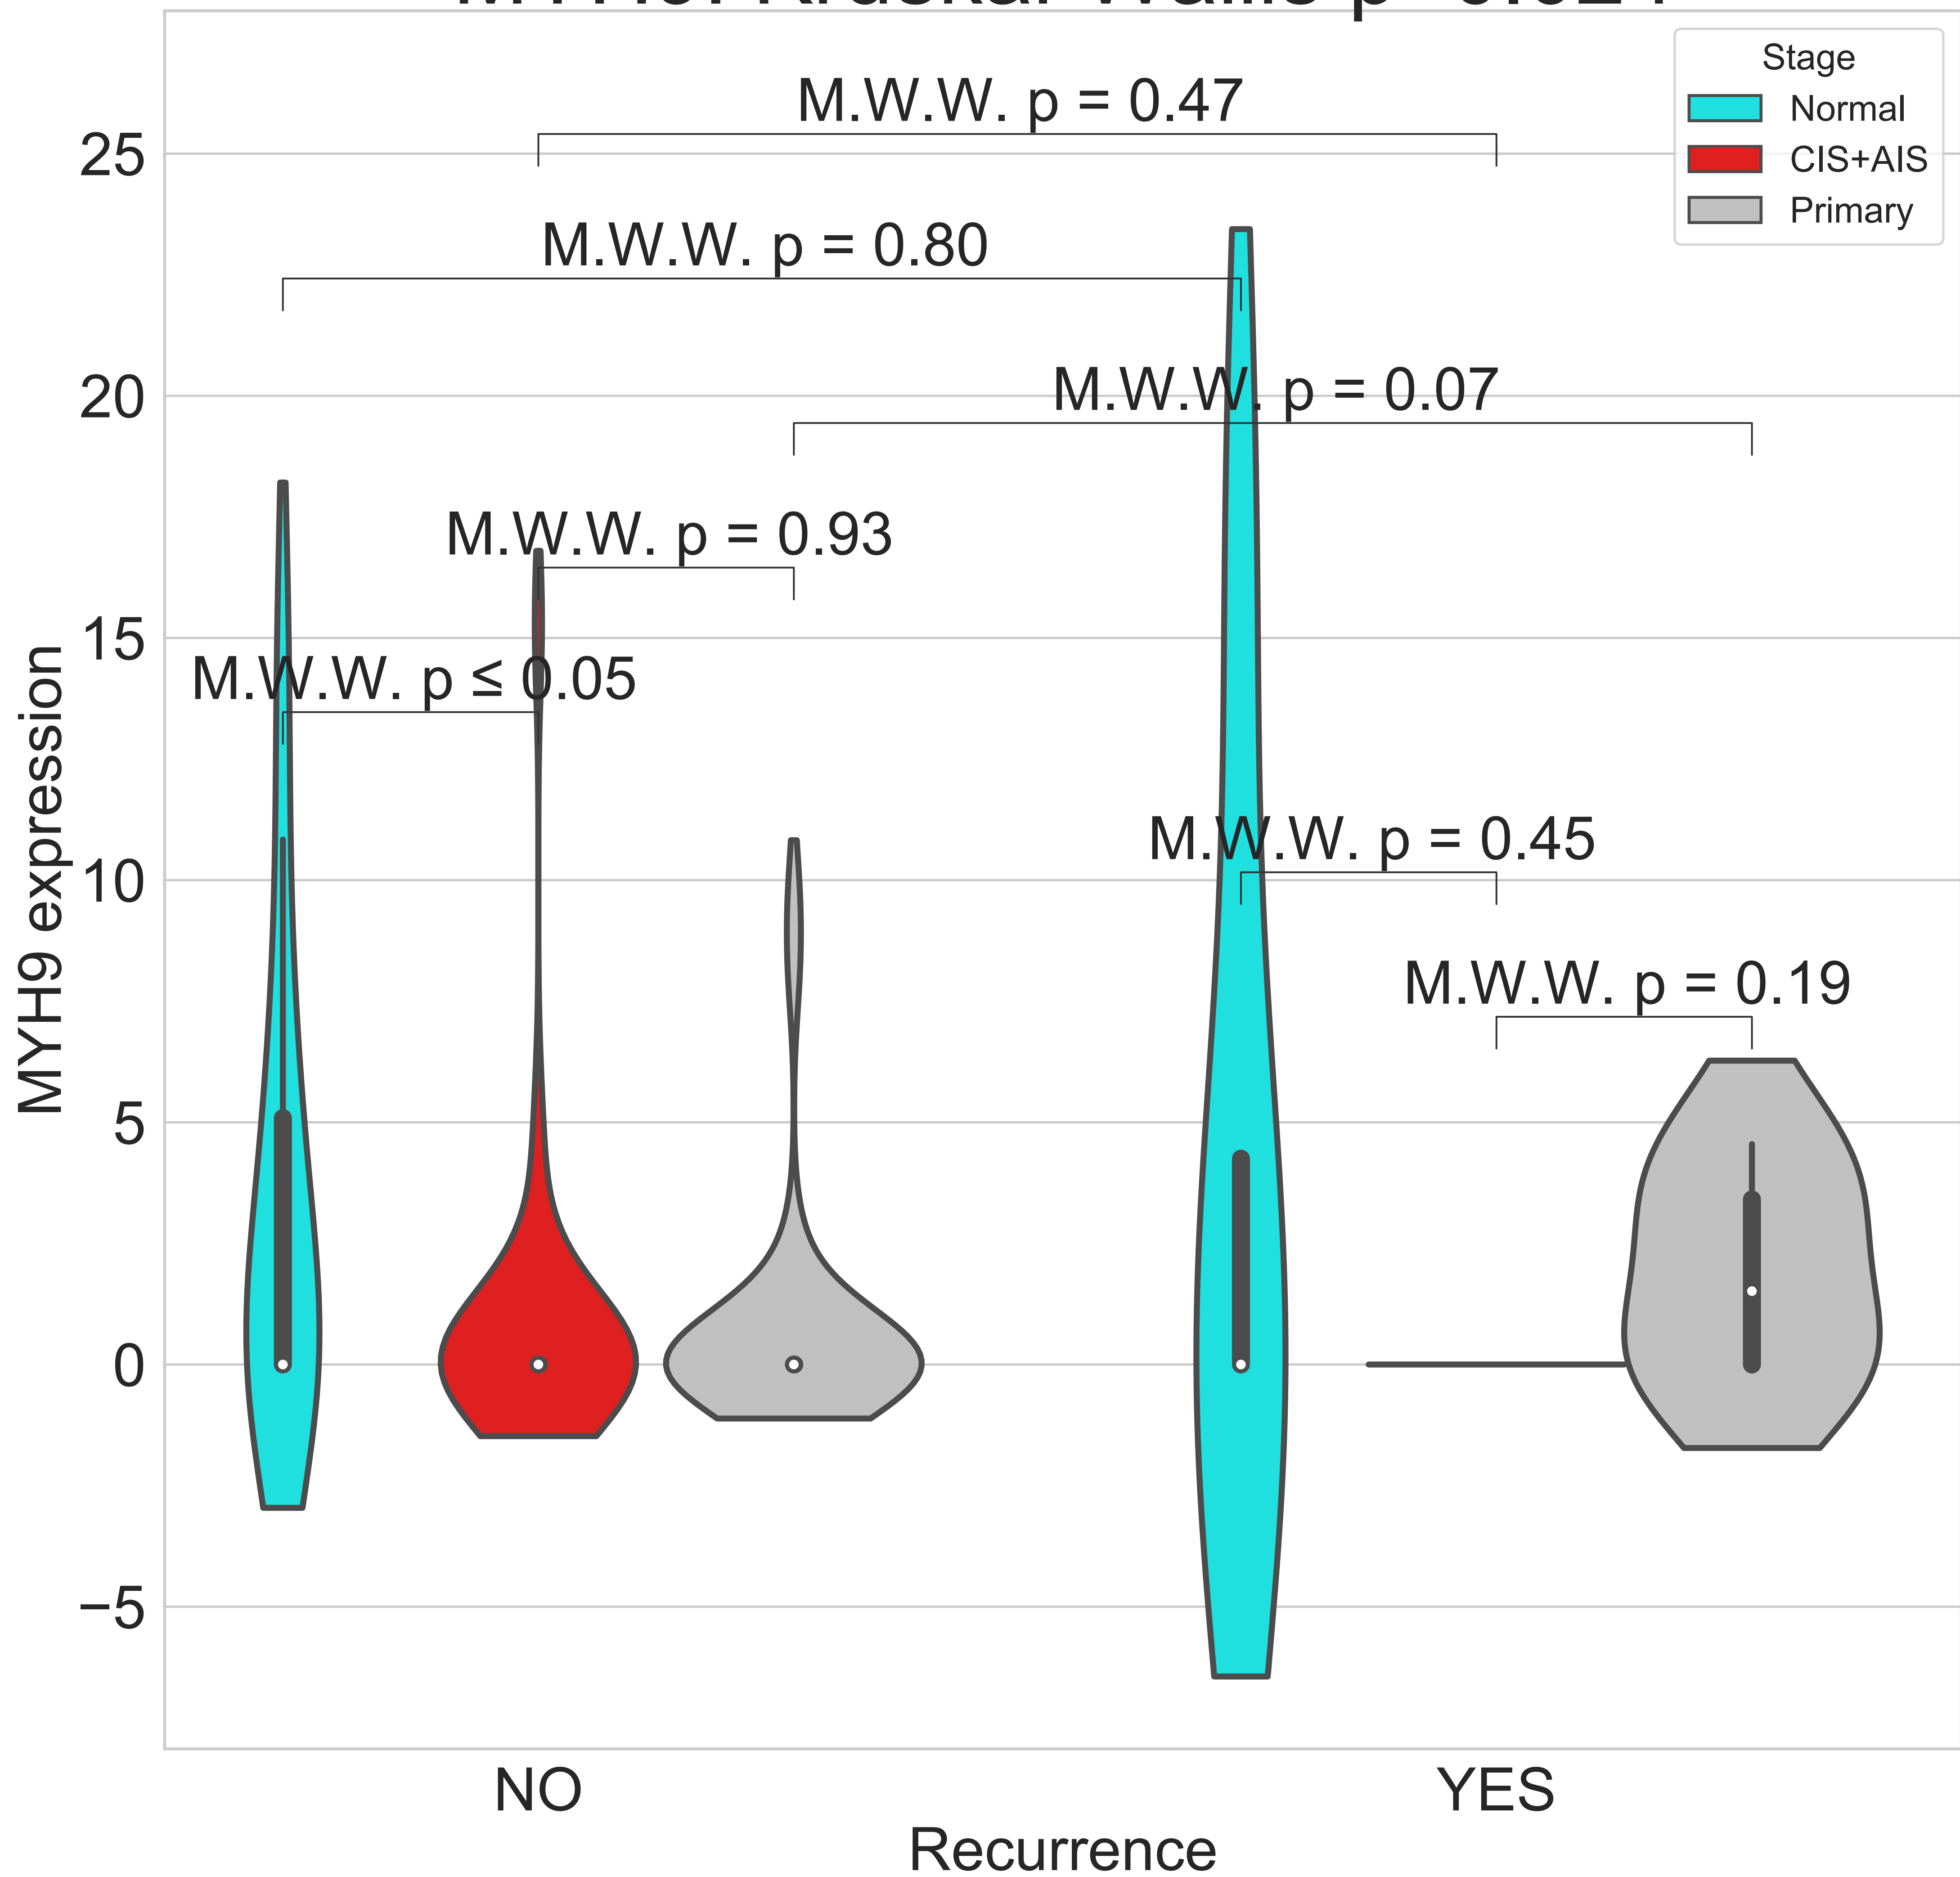 Stage
Normal
CIS+AIS
Primary
M.W.W. p = 0.47
M.W.W. p = 0.80
M.W.W. p = 0.07
M.W.W. p = 0.93
M.W.W. p ≤ 0.05
M.W.W. p = 0.45
M.W.W. p = 0.19
25
20
15
10
5
0
−5
MYH9 expression
NO
YES
Recurrence